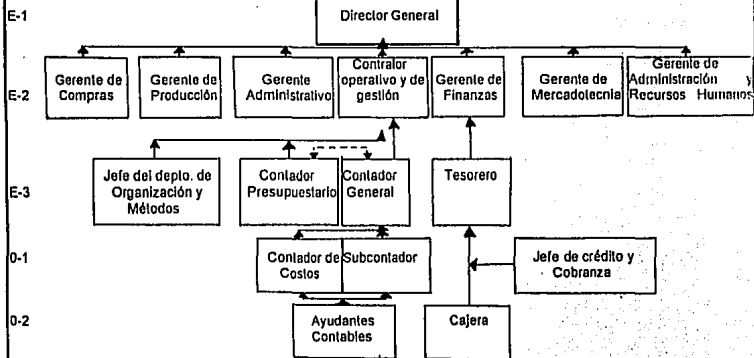 E-1
Director General
Gerente de
Compras
Gerente de
Producción
Gerente
Administrativo
Contralor
operativo y de
gestión
Gerente de
Finanzas
Gerente de
Mercadotecnia
Gerente de
Administración y
Recursos Humanos
E-2
Jefe del depto. de
Organización y
Métodos
Contador
Presupuestario
Contador
General
Tesorero
E-3
0-1
Contador de
Costos
Subcontador
Jefe de crédito y
Cobranza
0-2
Ayudantes
Contables
Cajera